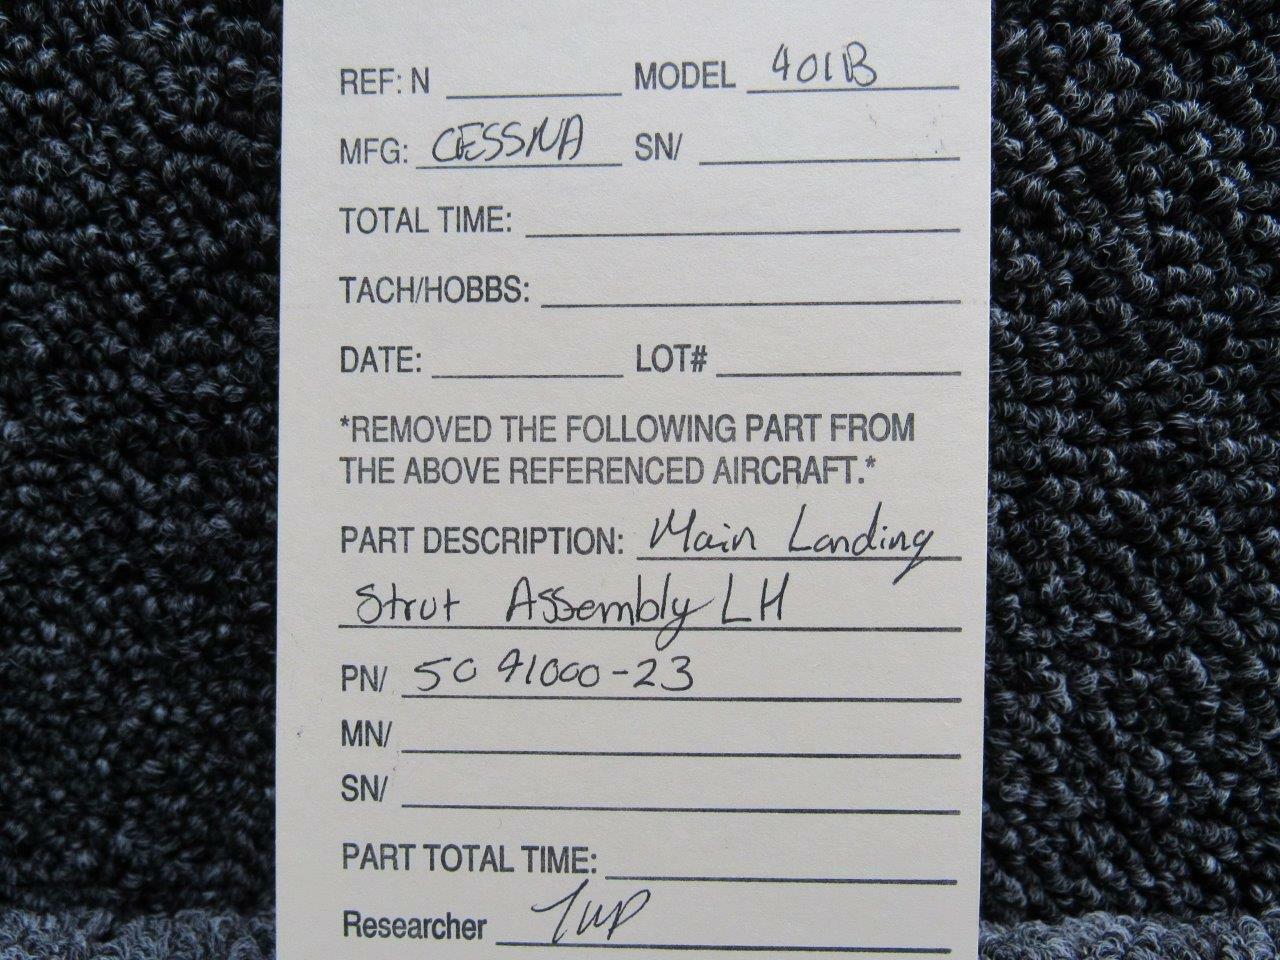 REF: N MODEL 401B
MFG: CESSNA SN/
TOTAL TIME:
TACH/HOBBS:
DATE: LOT#
*REMOVED THE FOLLOWING PART FROM
THE ABOVE REFERENCED AIRCRAFT.*
PART DESCRIPTION: Main Landing
Strut Assembly LH
PN/ 5041000-23
MN/
SN/
PART TOTAL TIME:
Researcher